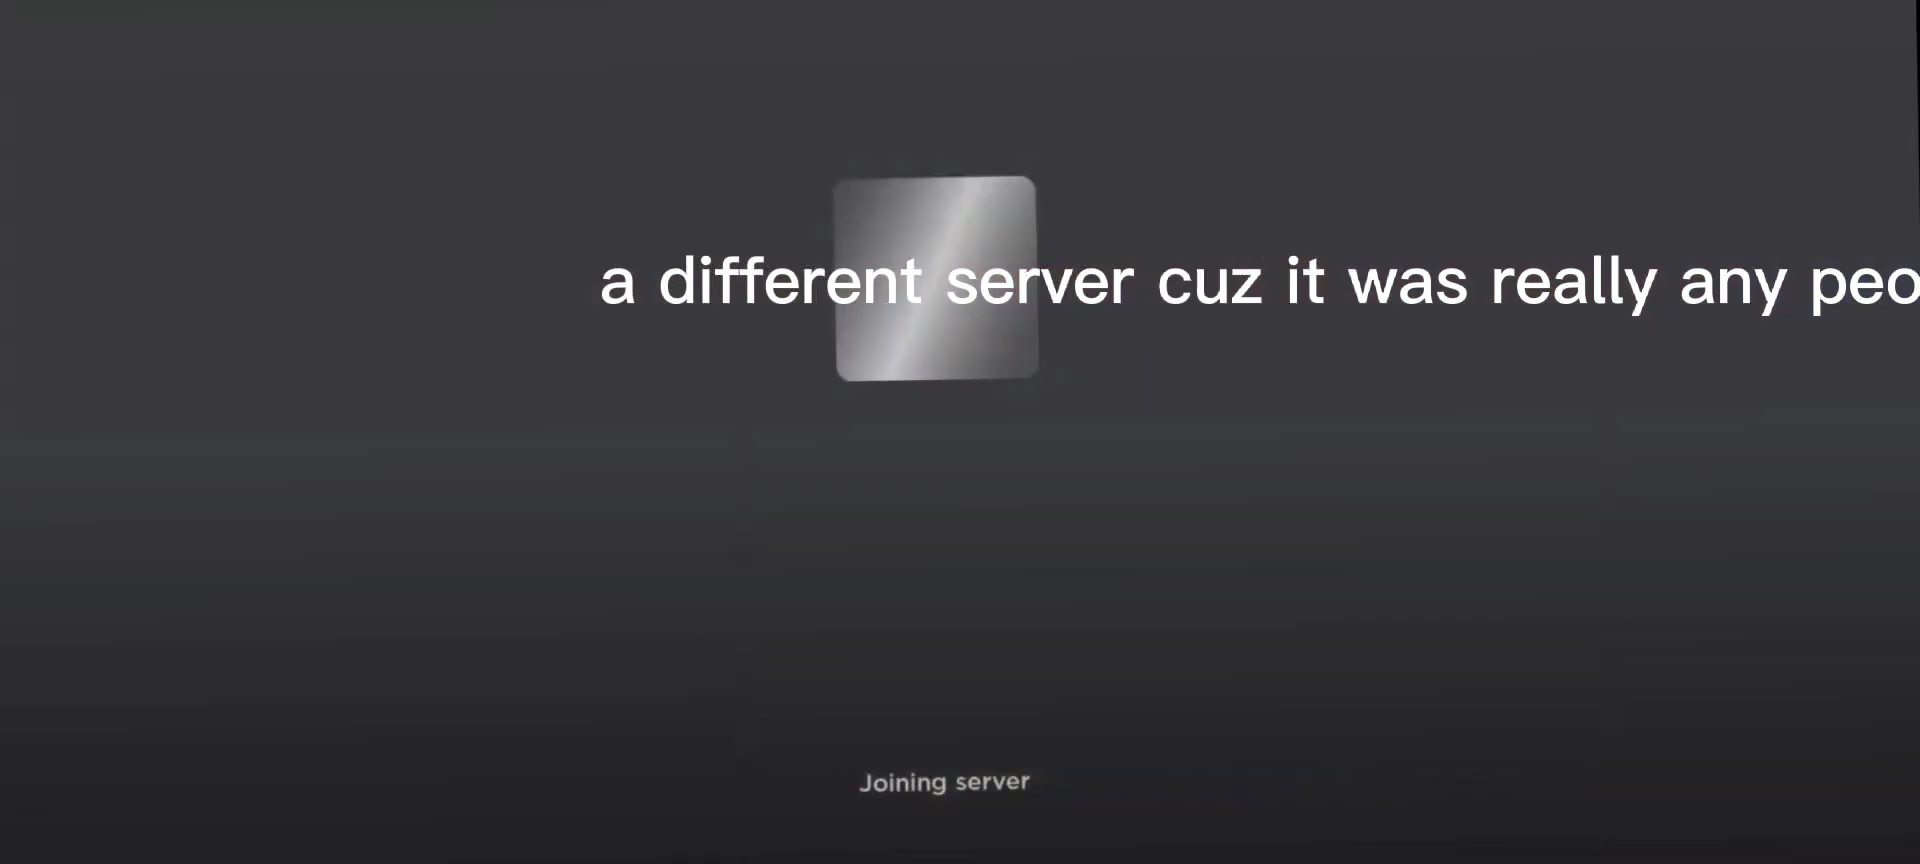 a different server cuz it was really any peo
Joining server